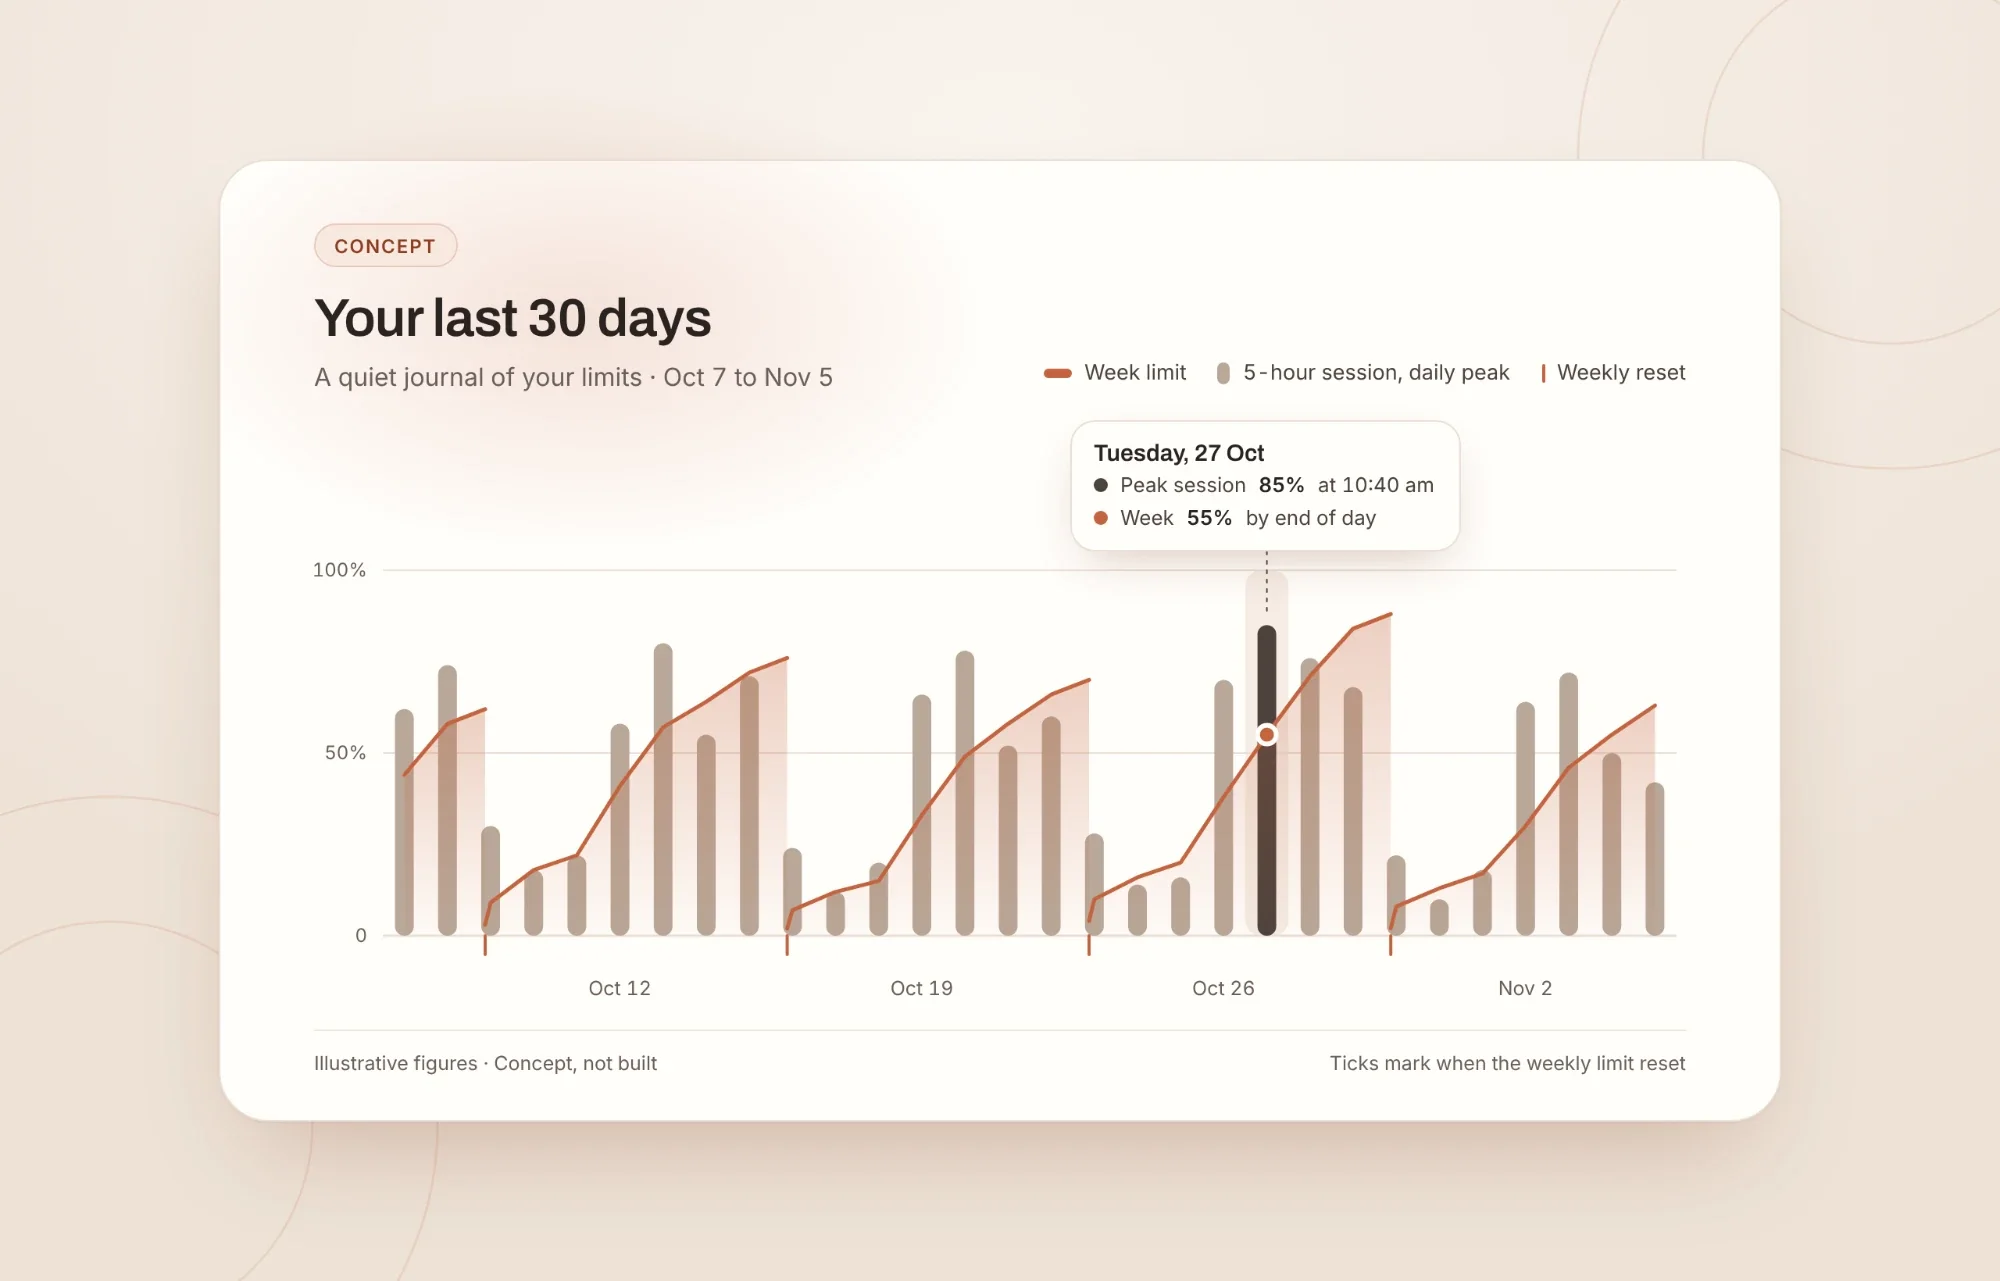 CONCEPT
Your last 30 days
A quiet journal of your limits · Oct 7 to Nov 5
Week limit
5-hour session, daily peak
Weekly reset
Tuesday, 27 Oct
Peak session 85% at 10:40 am
Week 55% by end of day
100%
50%
0
Oct 12
Oct 19
Oct 26
Nov 2
Illustrative figures · Concept, not built
Ticks mark when the weekly limit reset